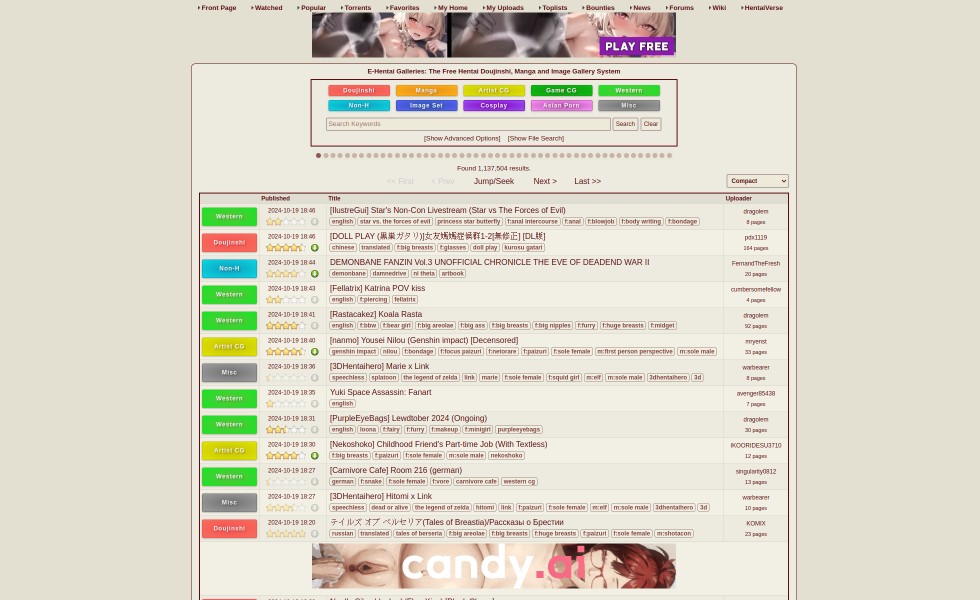 Front Page Watched Popular Torrents Favorites My Home My Uploads Toplists Bounties News Forums Wiki HentaiVerse
PLAY FREE
E-Hentai Galleries: The Free Hentai Doujinshi, Manga and Image Gallery System
Doujinshi Manga Artist CG Game CG Western
Non-H Image Set Cosplay Asian Porn Misc
Search Keywords Search Clear
[Show Advanced Options] [Show File Search]
Found 1,137,504 results.
<< First < Prev Jump/Seek Next > Last >> Compact
Published Title Uploader
Western 2024-10-19 18:46 [IlustreGui] Star's Non-Con Livestream (Star vs The Forces of Evil) dragolem
english star vs. the forces of evil princess star butterfly f:anal intercourse f:anal f:blowjob f:body writing f:bondage 8 pages
Doujinshi 2024-10-19 18:46 [DOLL PLAY (黒巣ガタリ)]女友媽媽症候群1-2[無修正] [DL版] pdx1119
chinese translated f:big breasts f:glasses doll play kurosu gatari 164 pages
Non-H 2024-10-19 18:44 DEMONBANE FANZIN Vol.3 UNOFFICIAL CHRONICLE THE EVE OF DEADEND WAR II FernandTheFresh
demonbane damnedrive ni theta artbook 20 pages
Western 2024-10-19 18:43 [Fellatrix] Katrina POV kiss cumbersomefellow
english f:piercing fellatrix 4 pages
Western 2024-10-19 18:41 [Rastacakez] Koala Rasta dragolem
english f:bbw f:bear girl f:big areolae f:big ass f:big breasts f:big nipples f:furry f:huge breasts f:midget 92 pages
Artist CG 2024-10-19 18:40 [nanmo) Yousei Nilou (Genshin impact) [Decensored] mryenst
genshin impact nilou f:bondage f:focus paizuri f:netorare f:paizuri f:sole female m:first person perspective m:sole male 33 pages
Misc 2024-10-19 18:36 [3DHentaihero] Marie x Link warbearer
speechless splatoon the legend of zelda link marie f:sole female f:squid girl m:elf m:sole male 3dhentaihero 3d 8 pages
Western 2024-10-19 18:35 Yuki Space Assassin: Fanart avenger85438
english 7 pages
Western 2024-10-19 18:31 [PurpleEyeBags] Lewdtober 2024 (Ongoing) dragolem
english loona f:fairy f:furry f:makeup f:minigirl purpleeyebags 30 pages
Artist CG 2024-10-19 18:30 [Nekoshoko] Childhood Friend's Part-time Job (With Textless) IKOORIDESU3710
f:big breasts f:paizuri f:sole female m:sole male nekoshoko 12 pages
Western 2024-10-19 18:27 [Carnivore Cafe] Room 216 (german) singularity0812
german f:snake f:sole female f:vore carnivore cafe western cg 13 pages
Misc 2024-10-19 18:27 [3DHentaihero] Hitomi x Link warbearer
speechless dead or alive the legend of zelda hitomi link f:paizuri f:sole female m:elf m:sole male 3dhentaihero 3d 10 pages
Doujinshi 2024-10-19 18:20 テイルズ オブ ベルセリア(Tales of Breastia)/Рассказы о Брестии KOMIX
russian translated tales of berseria f:big areolae f:big breasts f:huge breasts f:paizuri f:sole female m:shotacon 23 pages
candy.ai